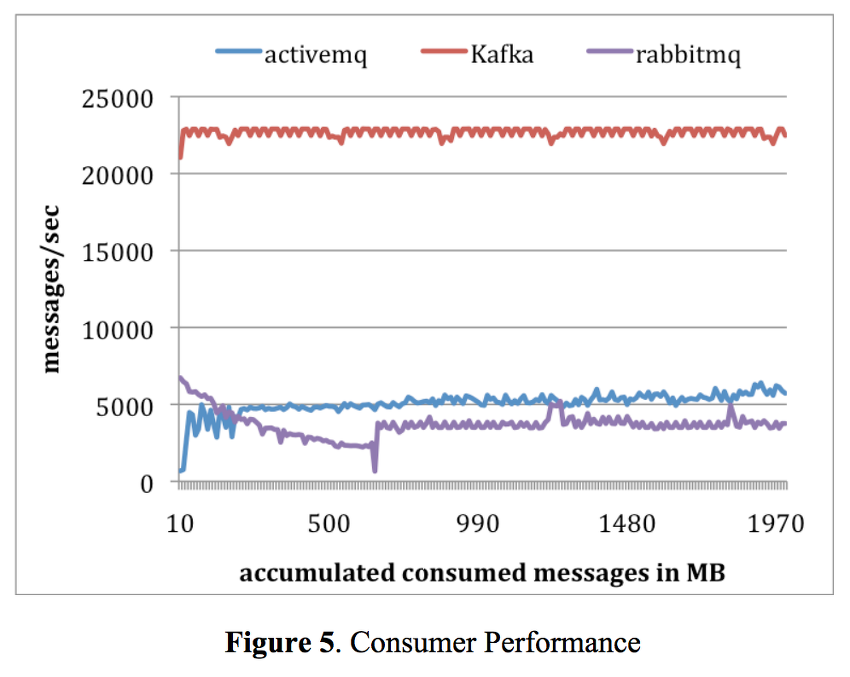 activemq Kafka rabbitmq
25000
20000
15000
10000
5000
0
messages/sec
10 500 990 1480 1970
accumulated consumed messages in MB
Figure 5. Consumer Performance